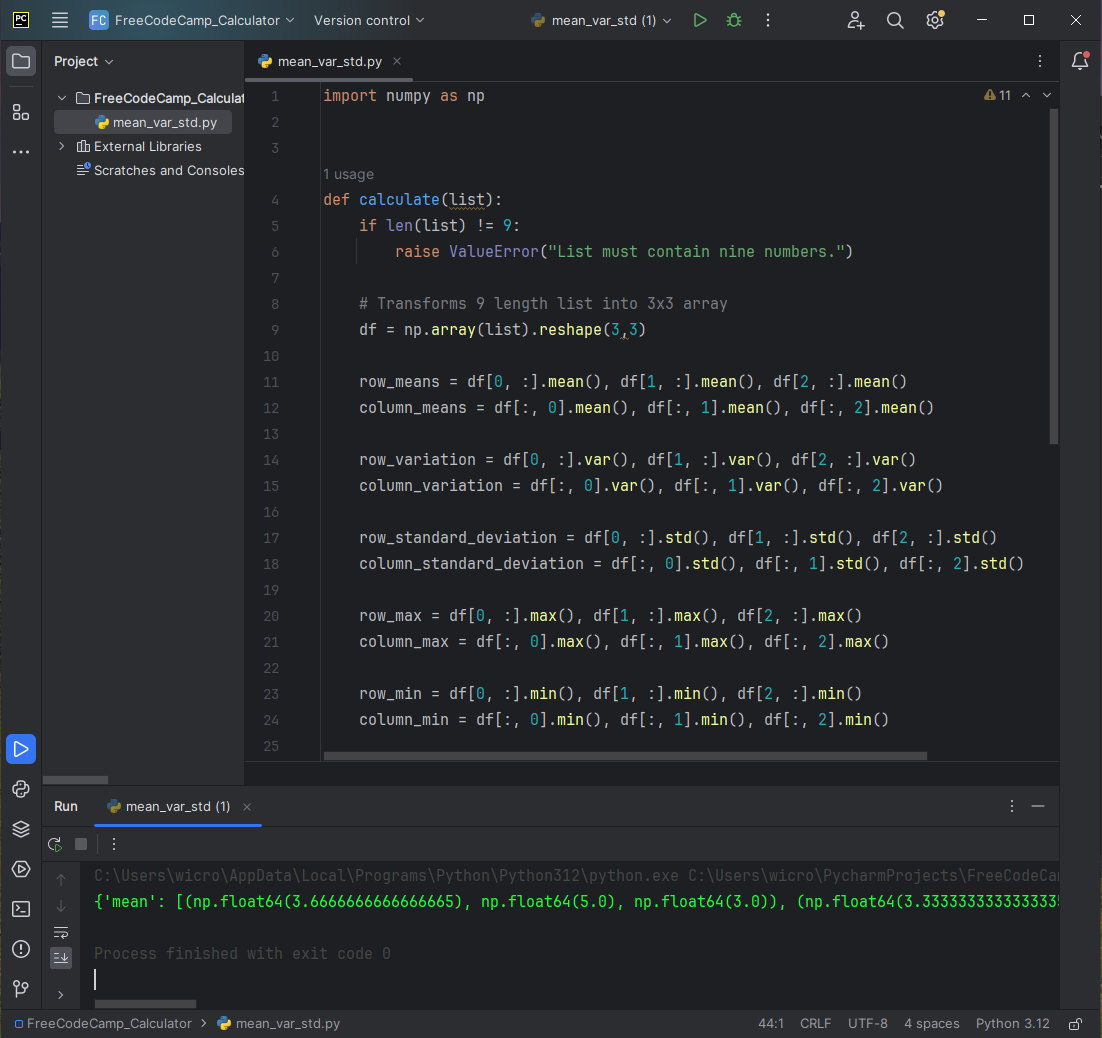 PC FC FreeCodeCamp_Calculator Version control mean_var_std (1)
Project
mean_var_std.py
FreeCodeCamp_Calculat
mean_var_std.py
External Libraries
Scratches and Consoles
11
1 import numpy as np
2
3
1 usage
4 def calculate(list):
5 if len(list) != 9:
6 raise ValueError("List must contain nine numbers.")
7
8 # Transforms 9 length list into 3x3 array
9 df = np.array(list).reshape(3,3)
10
11 row_means = df[0, :].mean(), df[1, :].mean(), df[2, :].mean()
12 column_means = df[:, 0].mean(), df[:, 1].mean(), df[:, 2].mean()
13
14 row_variation = df[0, :].var(), df[1, :].var(), df[2, :].var()
15 column_variation = df[:, 0].var(), df[:, 1].var(), df[:, 2].var()
16
17 row_standard_deviation = df[0, :].std(), df[1, :].std(), df[2, :].std()
18 column_standard_deviation = df[:, 0].std(), df[:, 1].std(), df[:, 2].std()
19
20 row_max = df[0, :].max(), df[1, :].max(), df[2, :].max()
21 column_max = df[:, 0].max(), df[:, 1].max(), df[:, 2].max()
22
23 row_min = df[0, :].min(), df[1, :].min(), df[2, :].min()
24 column_min = df[:, 0].min(), df[:, 1].min(), df[:, 2].min()
25
Run mean_var_std (1)
C:\Users\wicro\AppData\Local\Programs\Python\Python312\python.exe C:\Users\wicro\PycharmProjects\FreeCodeCam
{'mean': [(np.float64(3.6666666666666665), np.float64(5.0), np.float64(3.0)), (np.float64(3.3333333333333335
Process finished with exit code 0
FreeCodeCamp_Calculator > mean_var_std.py 44:1 CRLF UTF-8 4 spaces Python 3.12